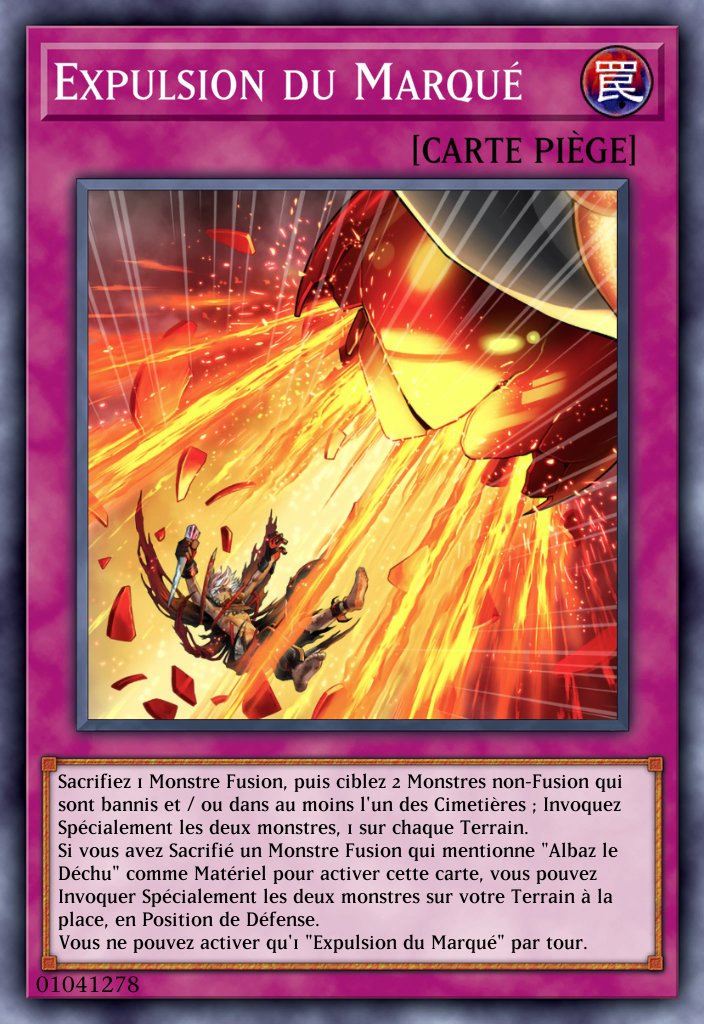 Expulsion du Marqué
罠
[CARTE PIÈGE]
Sacrifiez 1 Monstre Fusion, puis ciblez 2 Monstres non-Fusion qui
sont bannis et / ou dans au moins l'un des Cimetières ; Invoquez
Spécialement les deux monstres, 1 sur chaque Terrain.
Si vous avez Sacrifié un Monstre Fusion qui mentionne "Albaz le
Déchu" comme Matériel pour activer cette carte, vous pouvez
Invoquer Spécialement les deux monstres sur votre Terrain à la
place, en Position de Défense.
Vous ne pouvez activer qu'1 "Expulsion du Marqué" par tour.
01041278